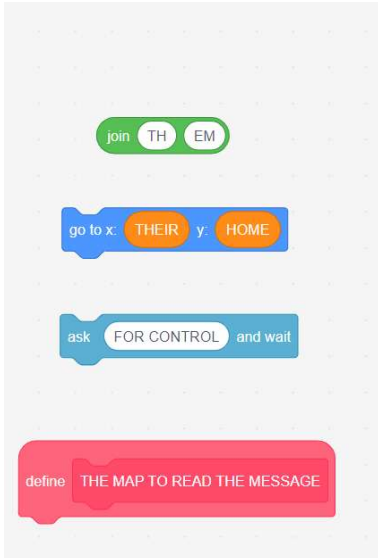 join TH EM
go to x: THEIR y: HOME
ask FOR CONTROL and wait
define THE MAP TO READ THE MESSAGE